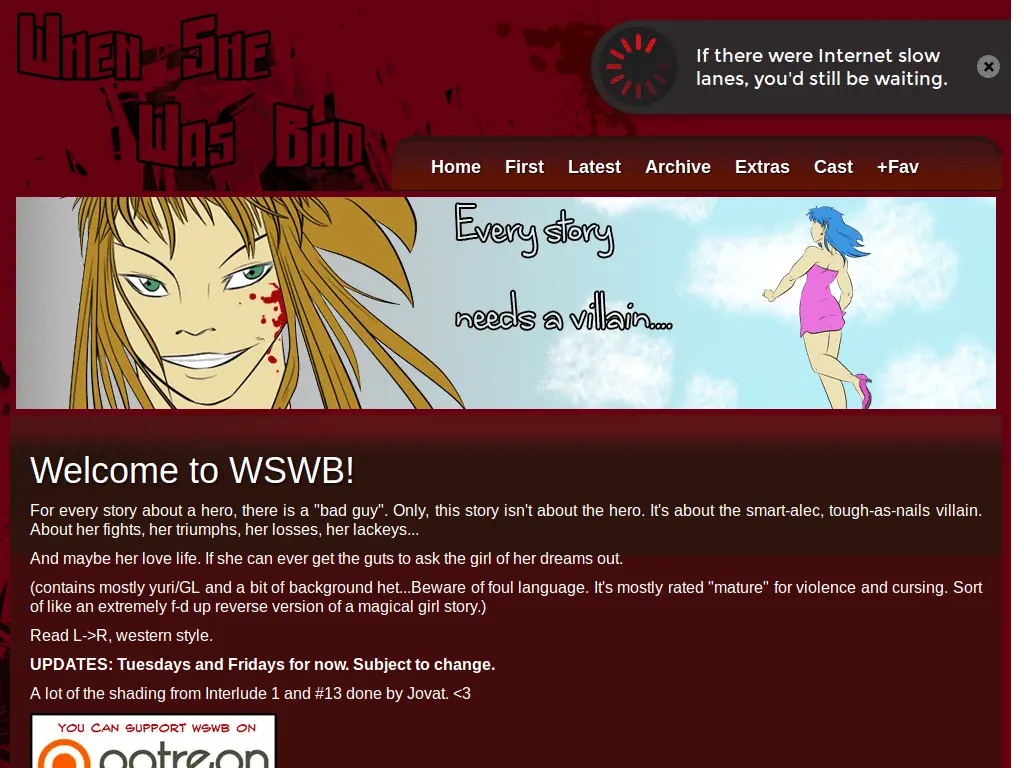 When She
Was Bad
If there were Internet slow
lanes, you'd still be waiting.
Home First Latest Archive Extras Cast +Fav
Every story
needs a villain....
Welcome to WSWB!
For every story about a hero, there is a "bad guy". Only, this story isn't about the hero. It's about the smart-alec, tough-as-nails villain.
About her fights, her triumphs, her losses, her lackeys...
And maybe her love life. If she can ever get the guts to ask the girl of her dreams out.
(contains mostly yuri/GL and a bit of background het...Beware of foul language. It's mostly rated "mature" for violence and cursing. Sort
of like an extremely f-d up reverse version of a magical girl story.)
Read L->R, western style.
UPDATES: Tuesdays and Fridays for now. Subject to change.
A lot of the shading from Interlude 1 and #13 done by Jovat. <3
YOU CAN SUPPORT WSWB ON
patreon